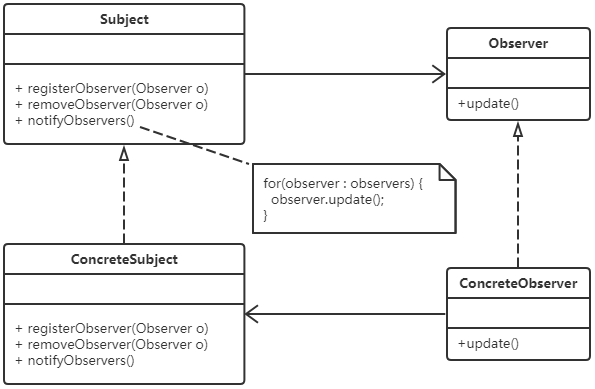 Subject
+ registerObserver(Observer o)
+ removeObserver(Observer o)
+ notifyObservers()
Observer
+update()
for(observer : observers) {
observer.update();
}
ConcreteSubject
+ registerObserver(Observer o)
+ removeObserver(Observer o)
+ notifyObservers()
ConcreteObserver
+update()